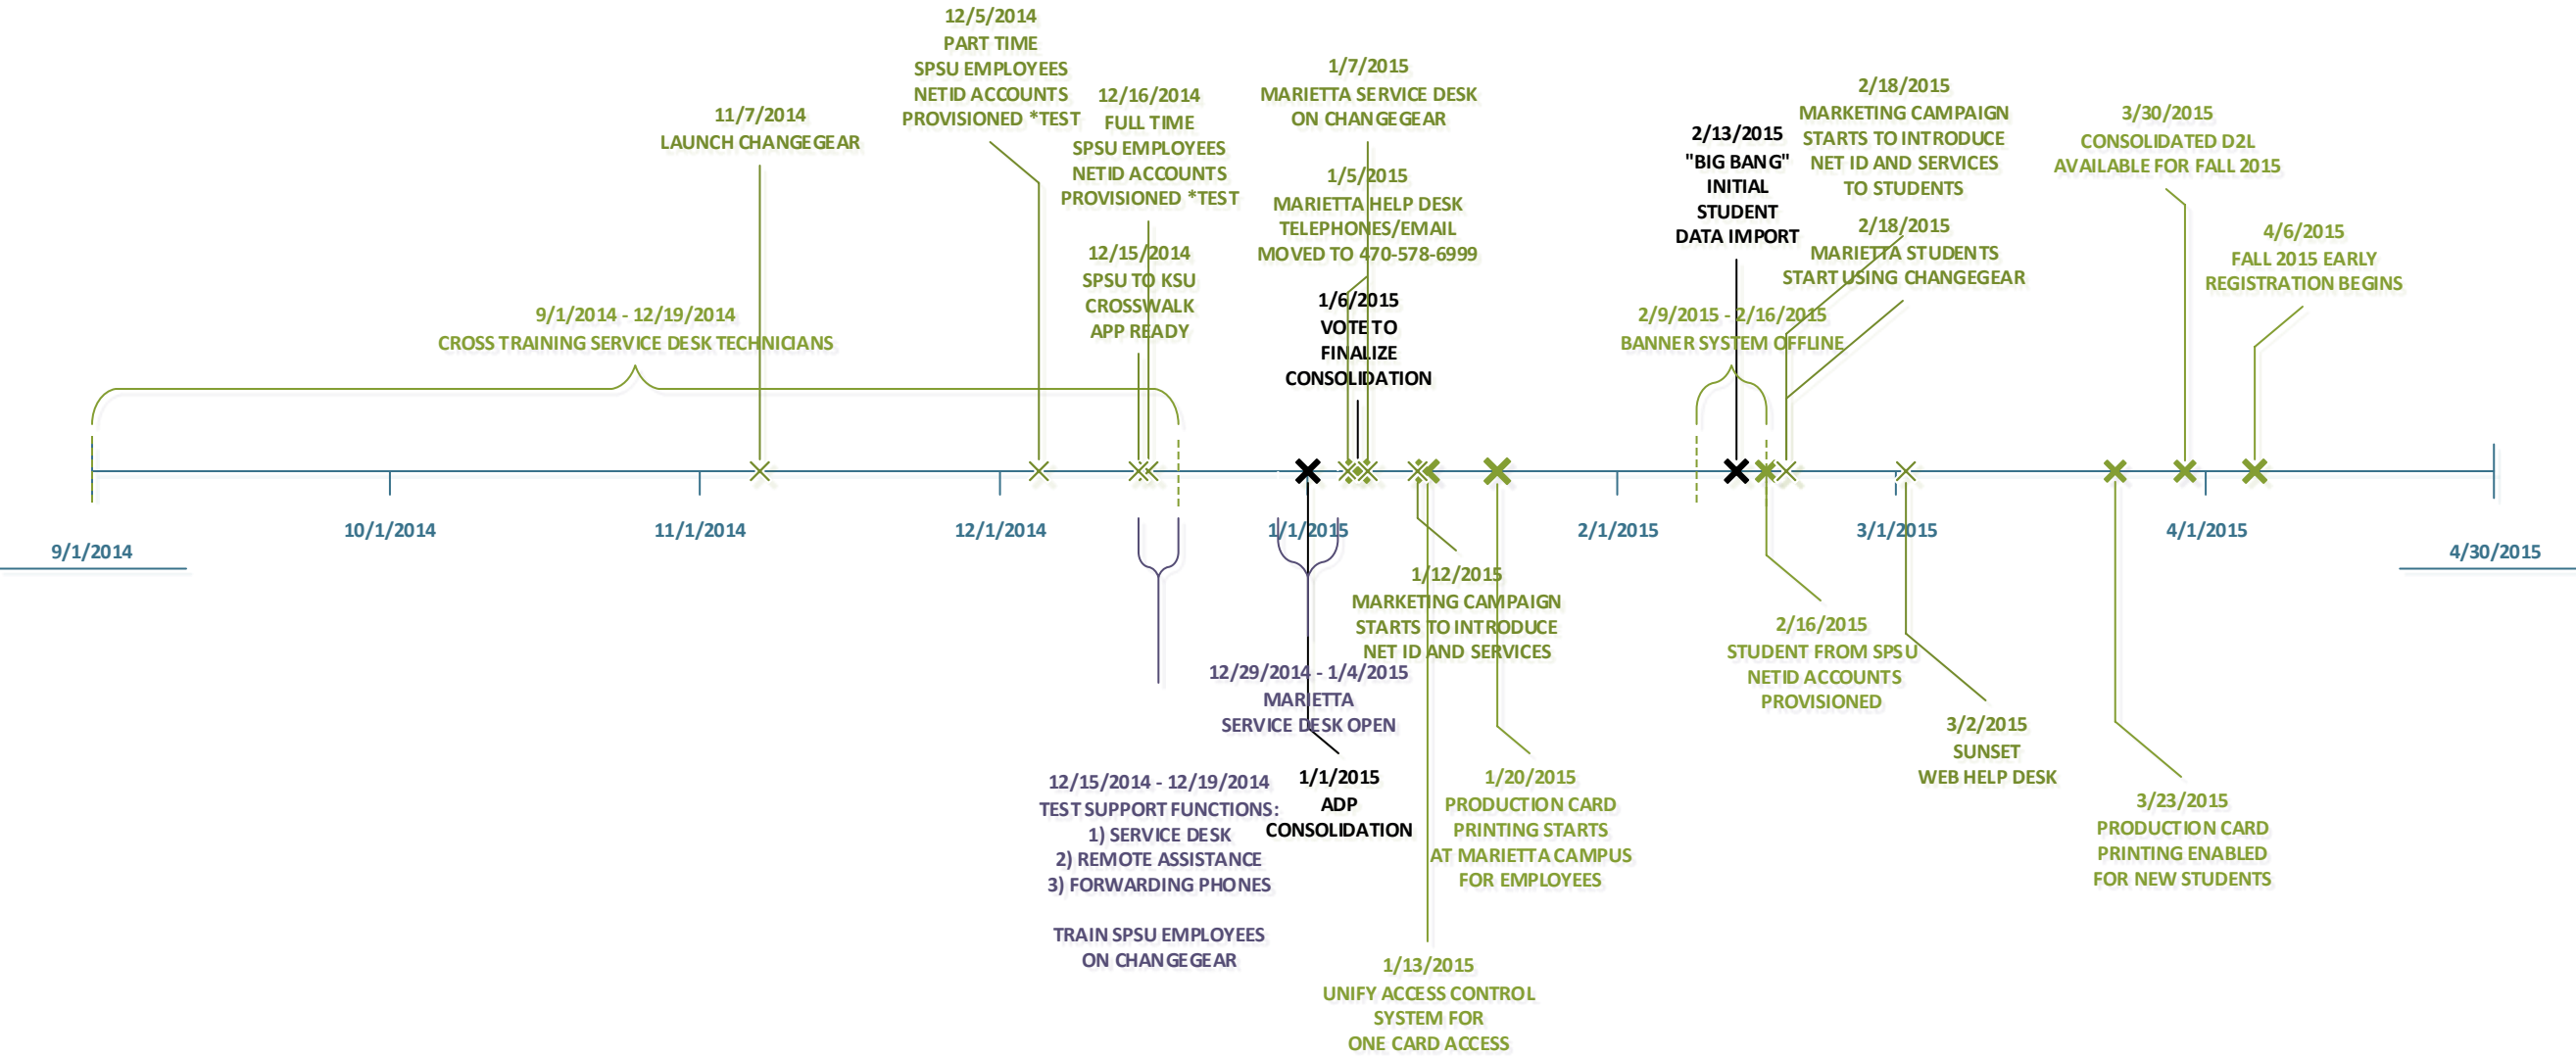 12/5/2014
PART TIME
SPSU EMPLOYEES
NETID ACCOUNTS
PROVISIONED *TEST
11/7/2014
LAUNCH CHANGEGEAR
12/16/2014
FULL TIME
SPSU EMPLOYEES
NETID ACCOUNTS
PROVISIONED *TEST
12/15/2014
SPSU TO KSU
CROSSWALK
APP READY
9/1/2014 - 12/19/2014
CROSS TRAINING SERVICE DESK TECHNICIANS
1/7/2015
MARIETTA SERVICE DESK
ON CHANGEGEAR
1/5/2015
MARIETTA HELP DESK
TELEPHONES/EMAIL
MOVED TO 470-578-6999
1/6/2015
VOTE TO
FINALIZE
CONSOLIDATION
2/13/2015
"BIG BANG"
INITIAL
STUDENT
DATA IMPORT
2/18/2015
MARKETING CAMPAIGN
STARTS TO INTRODUCE
NET ID AND SERVICES
TO STUDENTS
2/18/2015
MARIETTA STUDENTS
START USING CHANGEGEAR
2/9/2015 - 2/16/2015
BANNER SYSTEM OFFLINE
3/30/2015
CONSOLIDATED D2L
AVAILABLE FOR FALL 2015
4/6/2015
FALL 2015 EARLY
REGISTRATION BEGINS
9/1/2014
10/1/2014
11/1/2014
12/1/2014
1/1/2015
2/1/2015
3/1/2015
4/1/2015
4/30/2015
1/12/2015
MARKETING CAMPAIGN
STARTS TO INTRODUCE
NET ID AND SERVICES
12/29/2014 - 1/4/2015
MARIETTA
SERVICE DESK OPEN
12/15/2014 - 12/19/2014
TEST SUPPORT FUNCTIONS:
1) SERVICE DESK
2) REMOTE ASSISTANCE
3) FORWARDING PHONES
TRAIN SPSU EMPLOYEES
ON CHANGEGEAR
1/1/2015
ADP
CONSOLIDATION
1/20/2015
PRODUCTION CARD
PRINTING STARTS
AT MARIETTA CAMPUS
FOR EMPLOYEES
1/13/2015
UNIFY ACCESS CONTROL
SYSTEM FOR
ONE CARD ACCESS
2/16/2015
STUDENT FROM SPSU
NETID ACCOUNTS
PROVISIONED
3/2/2015
SUNSET
WEB HELP DESK
3/23/2015
PRODUCTION CARD
PRINTING ENABLED
FOR NEW STUDENTS